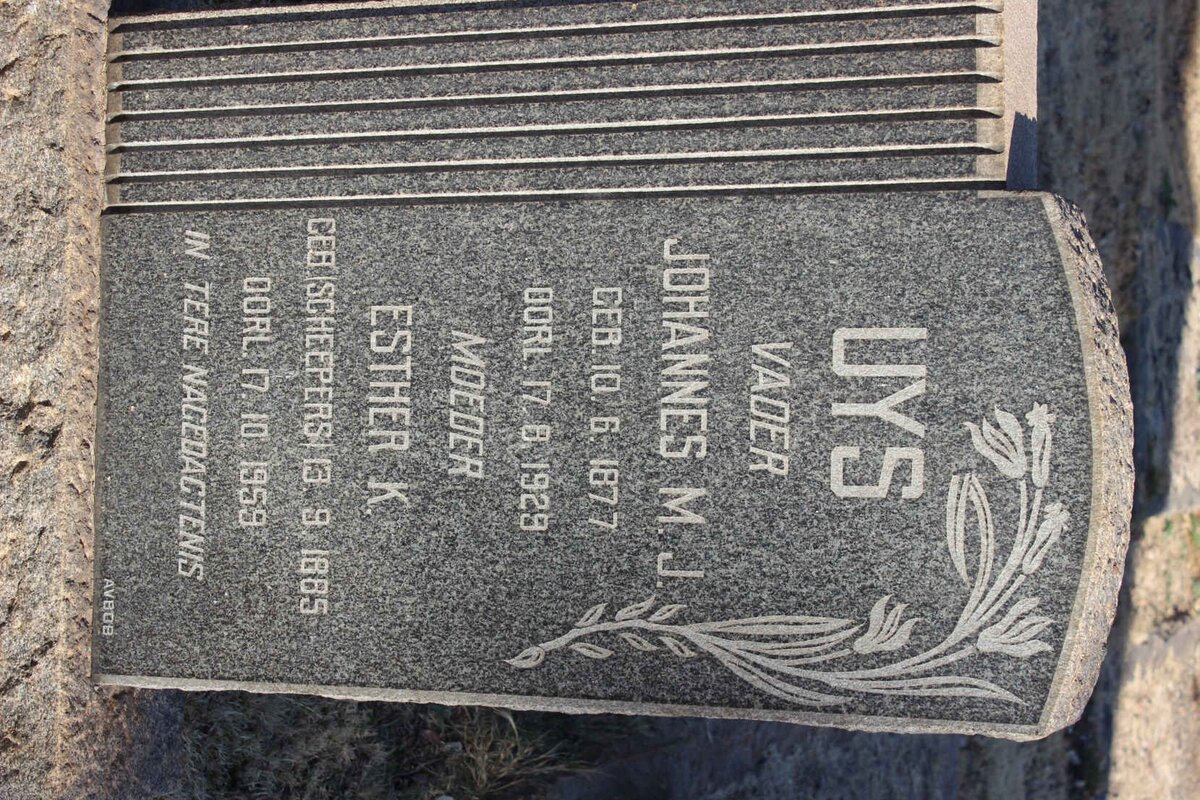 UYS
VADER
JOHANNES M. J.
GEB. 10. 6. 1877
OORL. 17. 8. 1929
MOEDER
ESTHER K.
GEB. (SCHEEPERS) 13. 9. 1885
OORL. 17. 10. 1959
IN TERE NAGEDAGTENIS
AVBOB